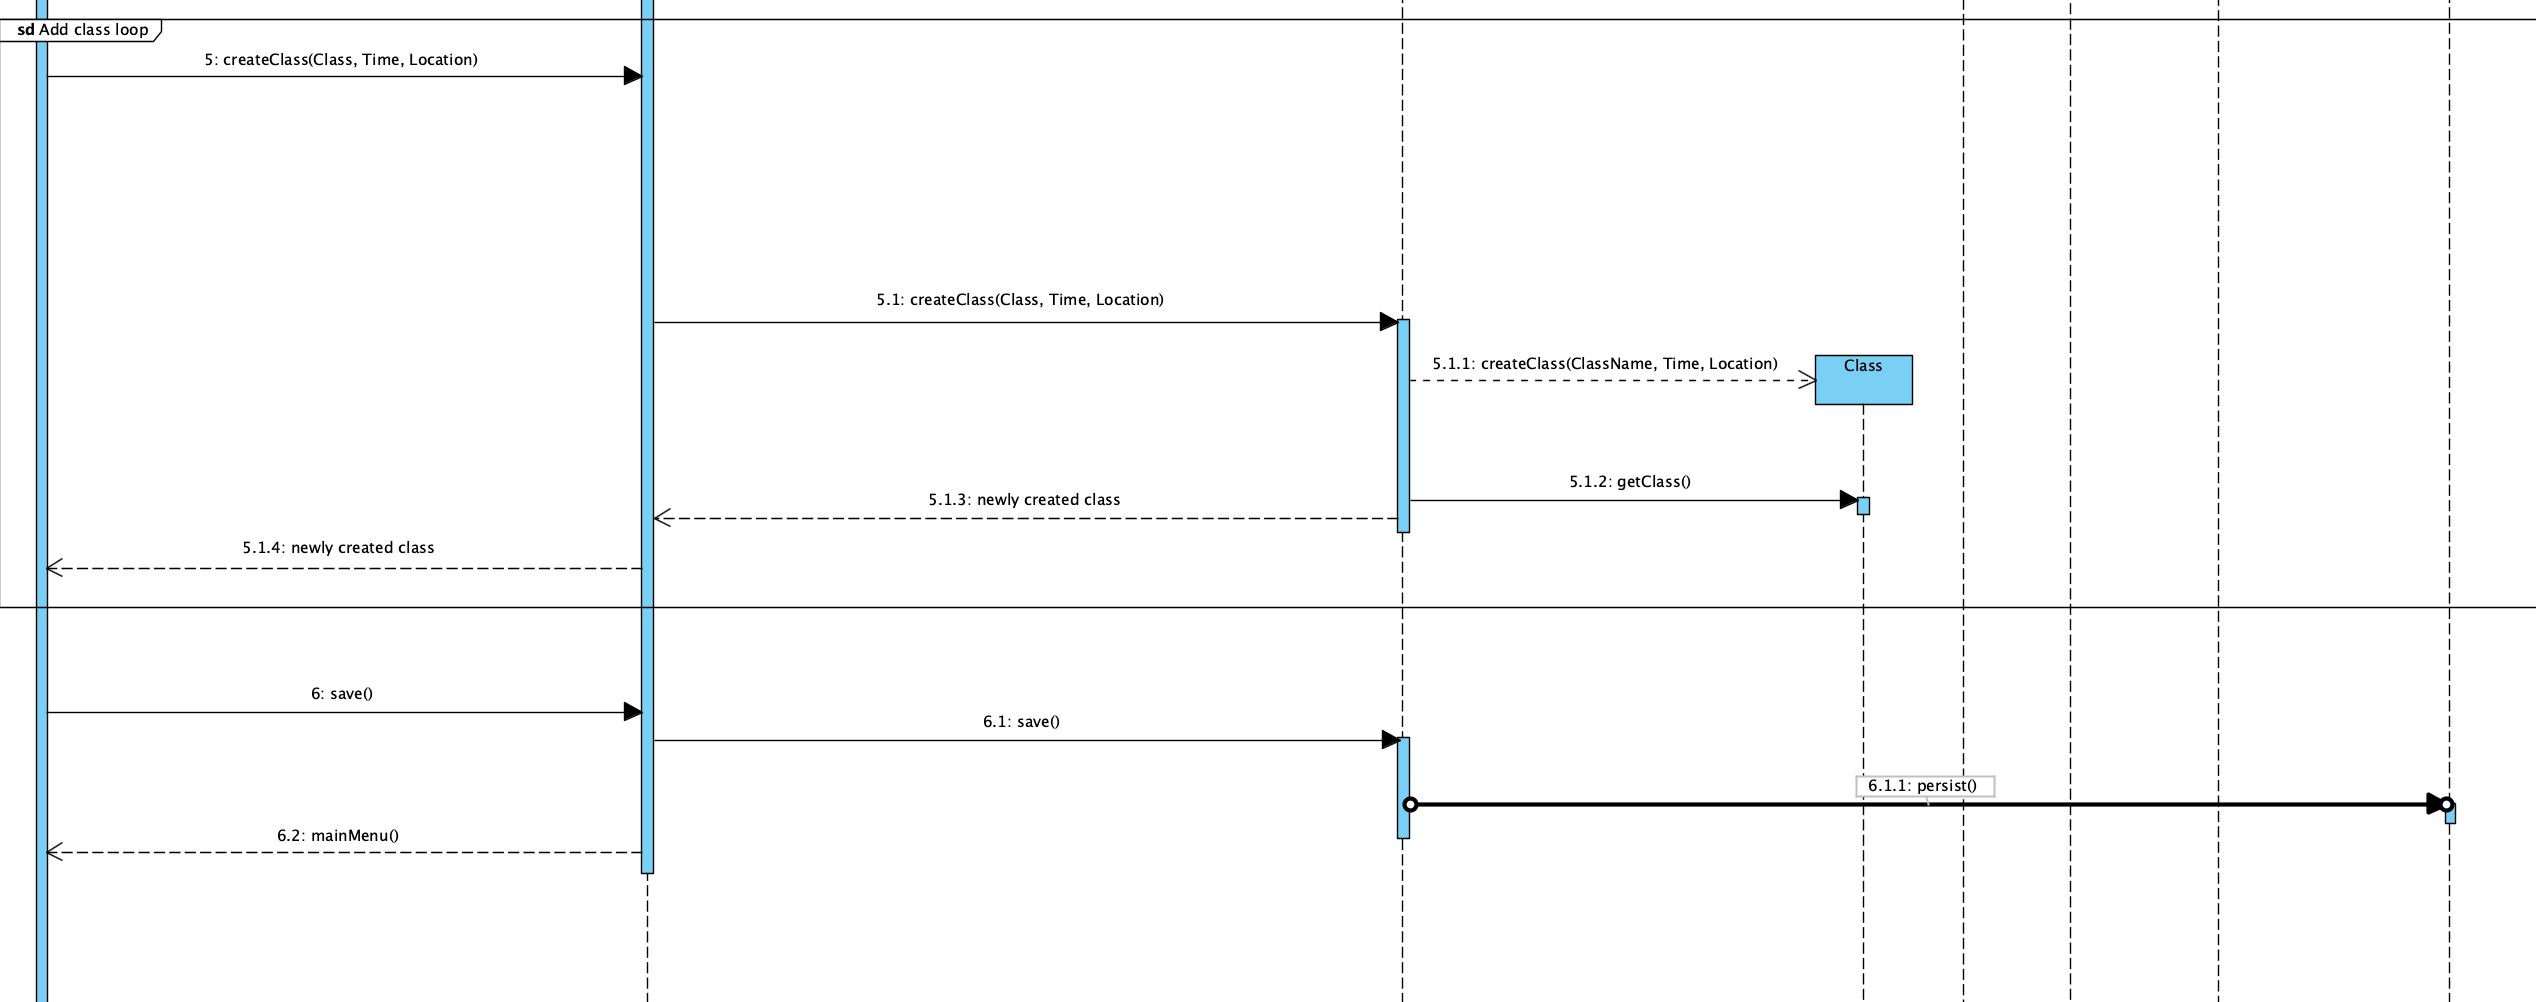 sd Add class loop
5: createClass(Class, Time, Location)
5.1: createClass(Class, Time, Location)
5.1.1: createClass(ClassName, Time, Location)
Class
5.1.2: getClass()
5.1.3: newly created class
5.1.4: newly created class
6: save()
6.1: save()
6.1.1: persist()
6.2: mainMenu()